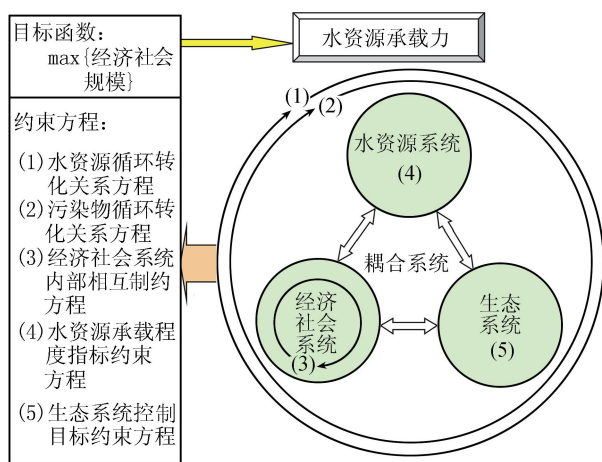 目标函数:
max{经济社会
规模}
约束方程:
(1)水资源循环转
化关系方程
(2)污染物循环转
化关系方程
(3)经济社会系统
内部相互制约
方程
(4)水资源承载程
度指标约束
方程
(5)生态系统控制
目标约束方程
水资源承载力
(1)
(2)
水资源系统
(4)
耦合系统
经济
社会
系统
(3)
生态
系统
(5)